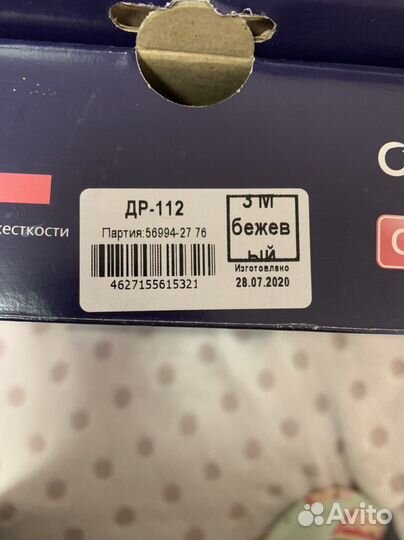 жесткости
ДР-112
Партия:56994-27 76
4627155615321
3 М
бежев
ый
Изготовлено
28.07.2020
С
Avito